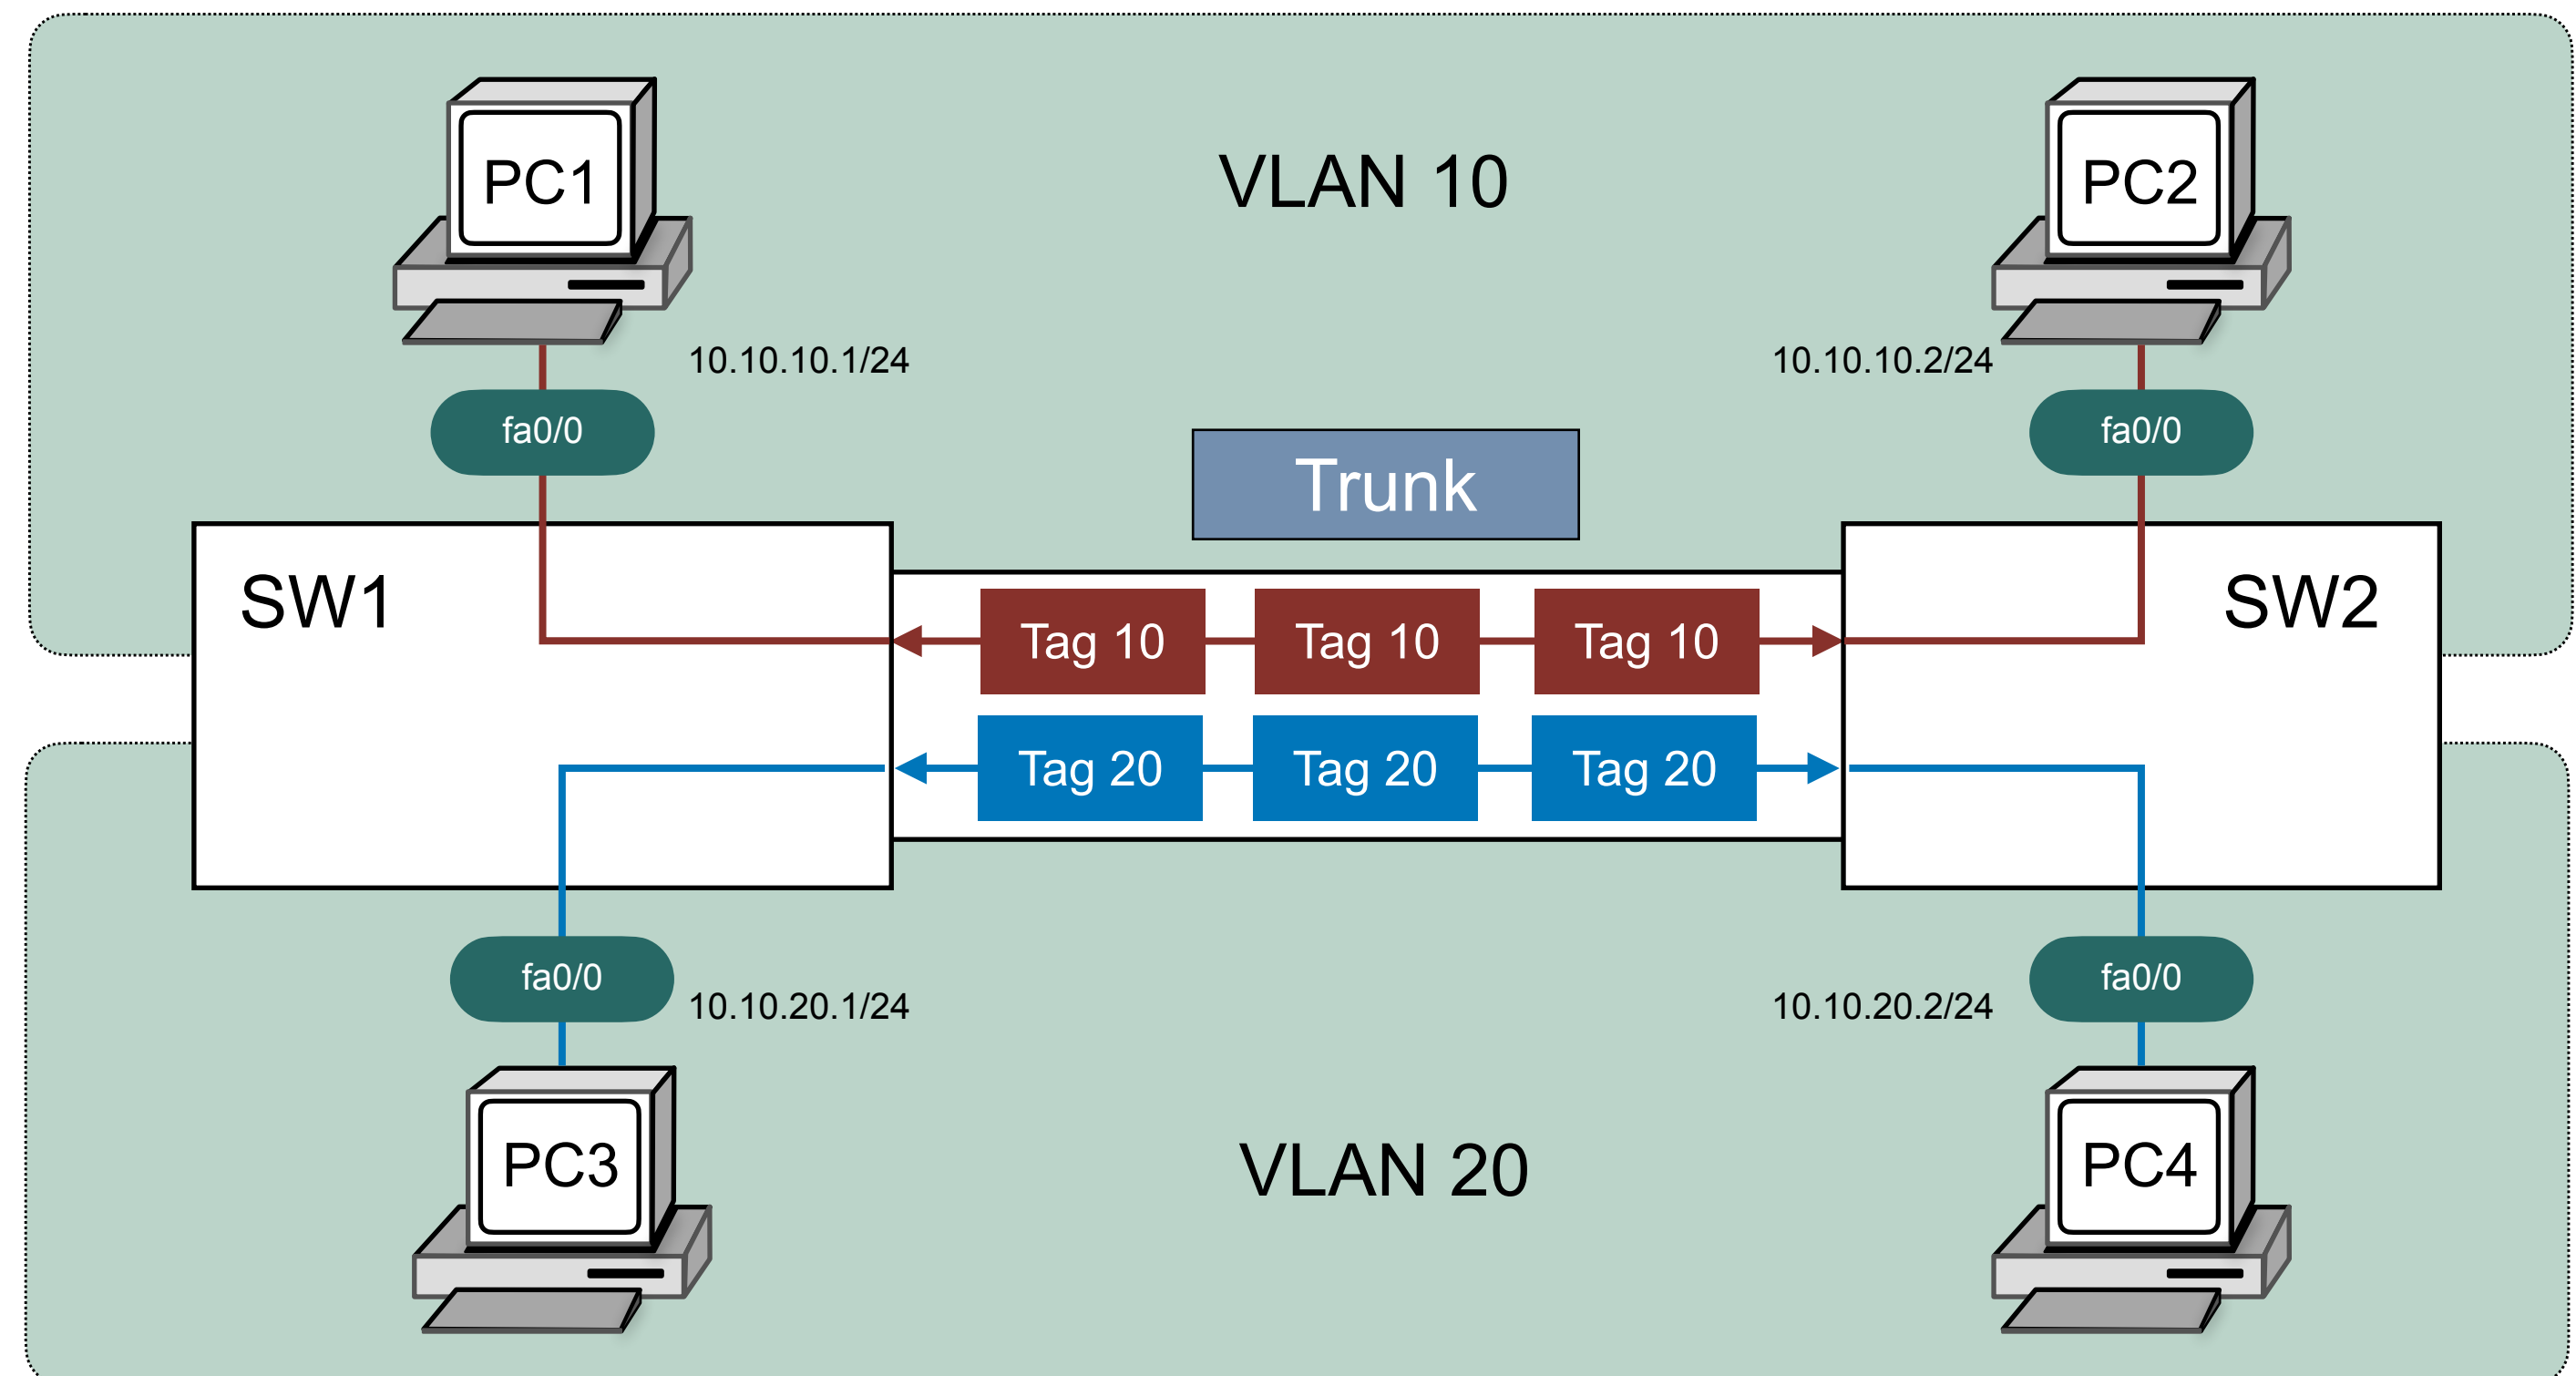 PC1
VLAN 10
PC2
10.10.10.1/24
10.10.10.2/24
fa0/0
fa0/0
Trunk
SW1
SW2
Tag 10
Tag 10
Tag 10
Tag 20
Tag 20
Tag 20
fa0/0
10.10.20.1/24
10.10.20.2/24
fa0/0
PC3
VLAN 20
PC4